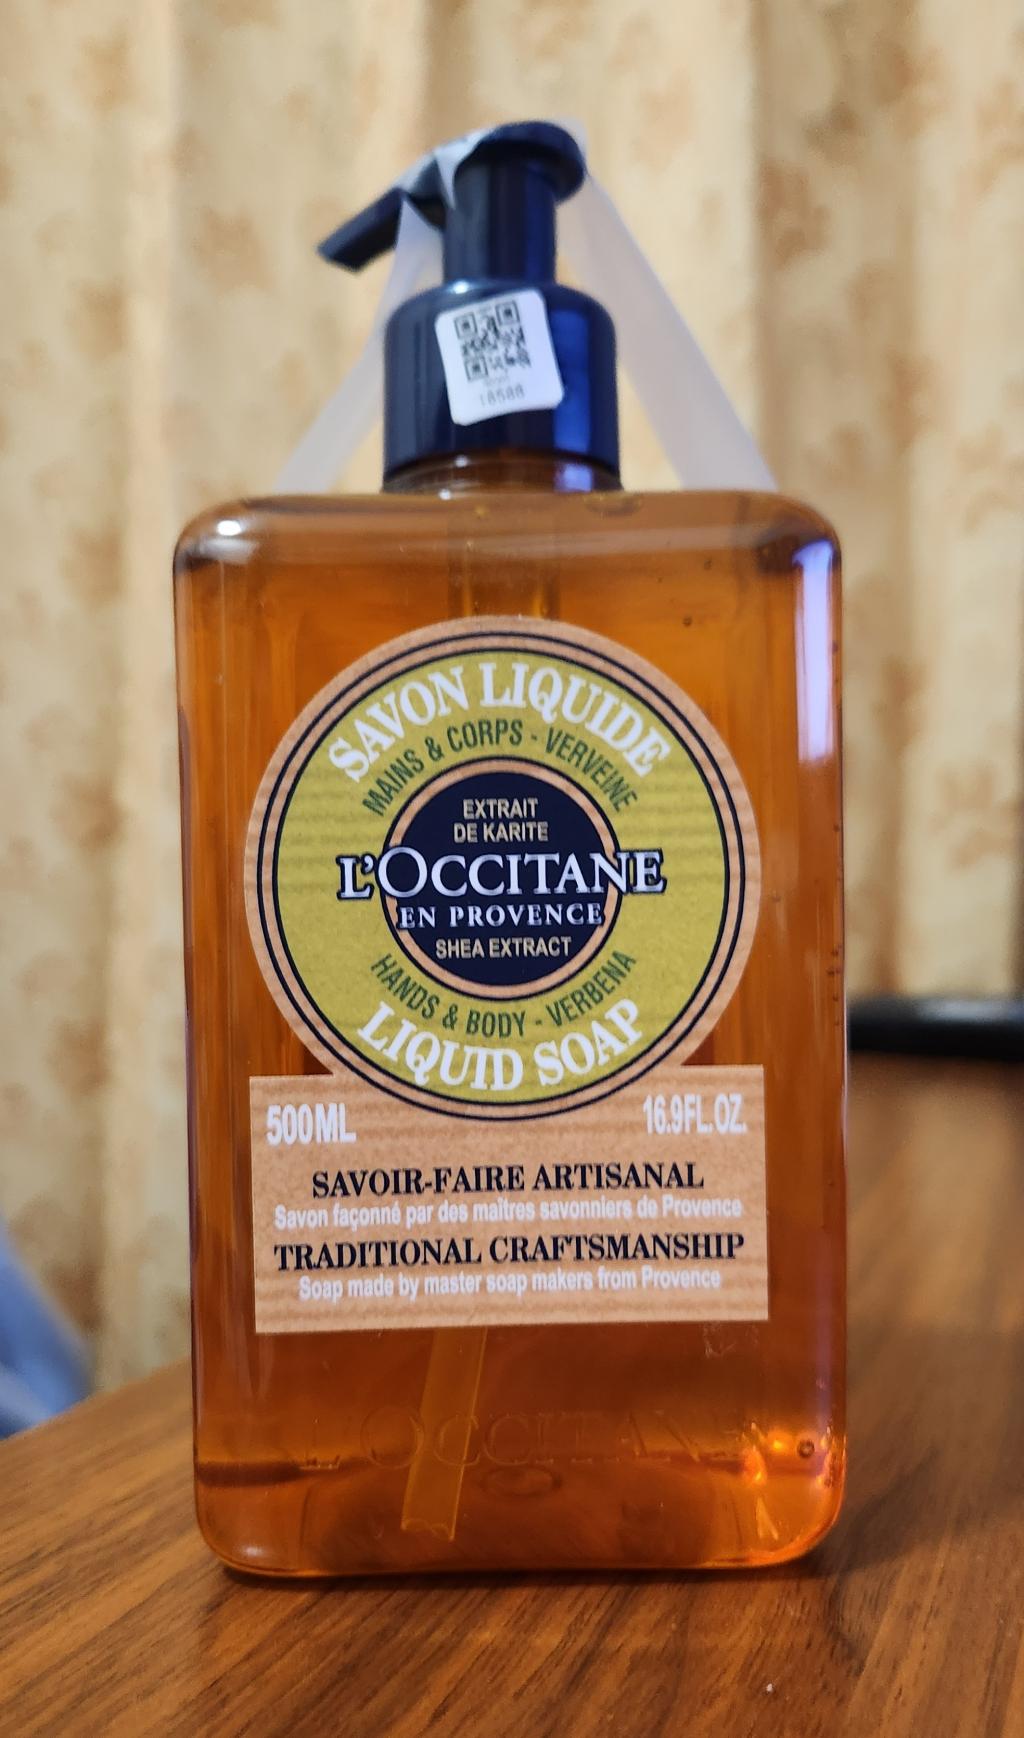 18588
SAVON LIQUIDE
MAINS & CORPS - VERVEINE
EXTRAIT
DE KARITE
L'OCCITANE
EN PROVENCE
SHEA EXTRACT
HANDS & BODY - VERBENA
LIQUID SOAP
500ML 16.9FL.OZ.
SAVOIR-FAIRE ARTISANAL
Savon façonné par des maîtres savonniers de Provence
TRADITIONAL CRAFTSMANSHIP
Soap made by master soap makers from Provence
L'OCCITANE